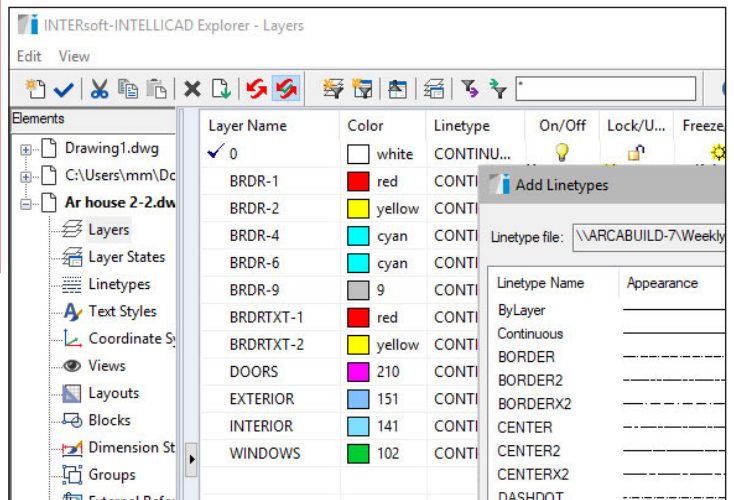 INTERsoft-INTELLICAD Explorer - Layers
Edit View
*
Elements
Drawing1.dwg
C:\Users\mm\Do
Ar house 2-2.dw
Layers
Layer States
Linetypes
Text Styles
Coordinate Sy
Views
Layouts
Blocks
Dimension St
Groups
Layer Name Color Linetype On/Off Lock/U... Freeze/
0 white CONTINU...
BRDR-1 red CONTI
BRDR-2 yellow CONTI
BRDR-4 cyan CONTI
BRDR-6 cyan CONTI
BRDR-9 9 CONTI
BRDRTXT-1 red CONTI
BRDRTXT-2 yellow CONTI
DOORS 210 CONTI
EXTERIOR 151 CONTI
INTERIOR 141 CONTI
WINDOWS 102 CONTI
Add Linetypes
Linetype file: \\ARCABUILD-7\Weekly
Linetype Name Appearance
ByLayer
Continuous
BORDER
BORDER2
BORDERX2
CENTER
CENTER2
CENTERX2
DASHDOT